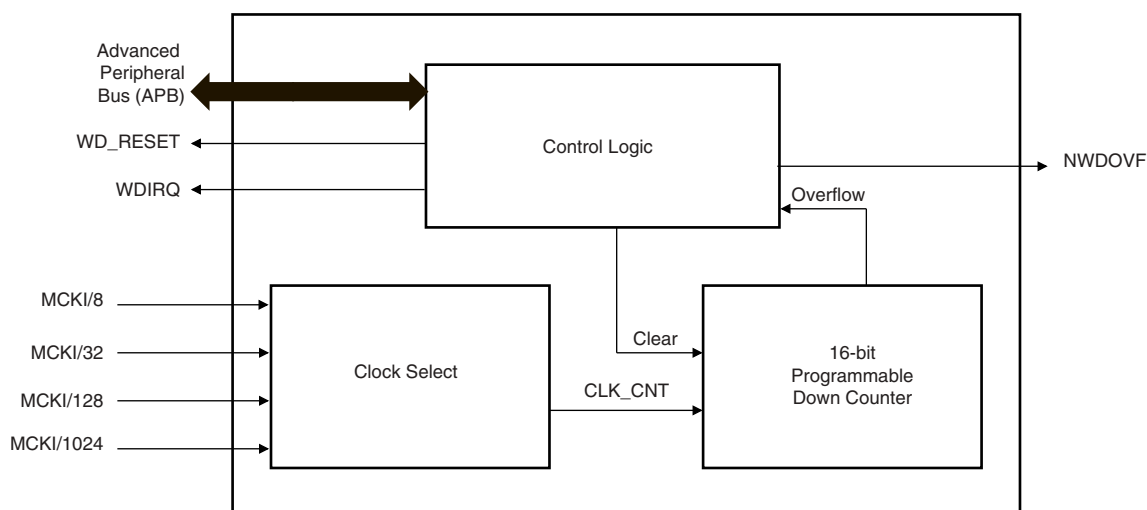 Advanced
Peripheral
Bus (APB)
WD_RESET
WDIRQ
Control Logic
NWDOVF
Overflow
MCKI/8
MCKI/32
MCKI/128
MCKI/1024
Clock Select
Clear
CLK_CNT
16-bit
Programmable
Down Counter